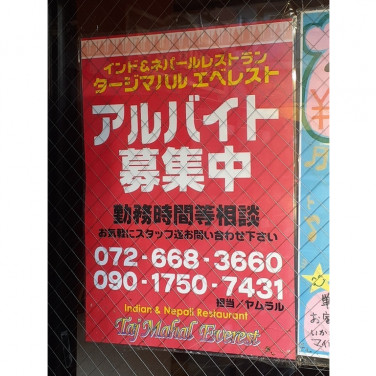 インド&ネパールレストラン
タージマハル エベレスト
アルバイト
募集中
勤務時間等相談
お気軽にスタッフ迄お問い合わせ下さい
072-668-3660
090-1750-7431
担当/ヤムラル
Indian & Nepali Restaurant
Taj Mahal Everest